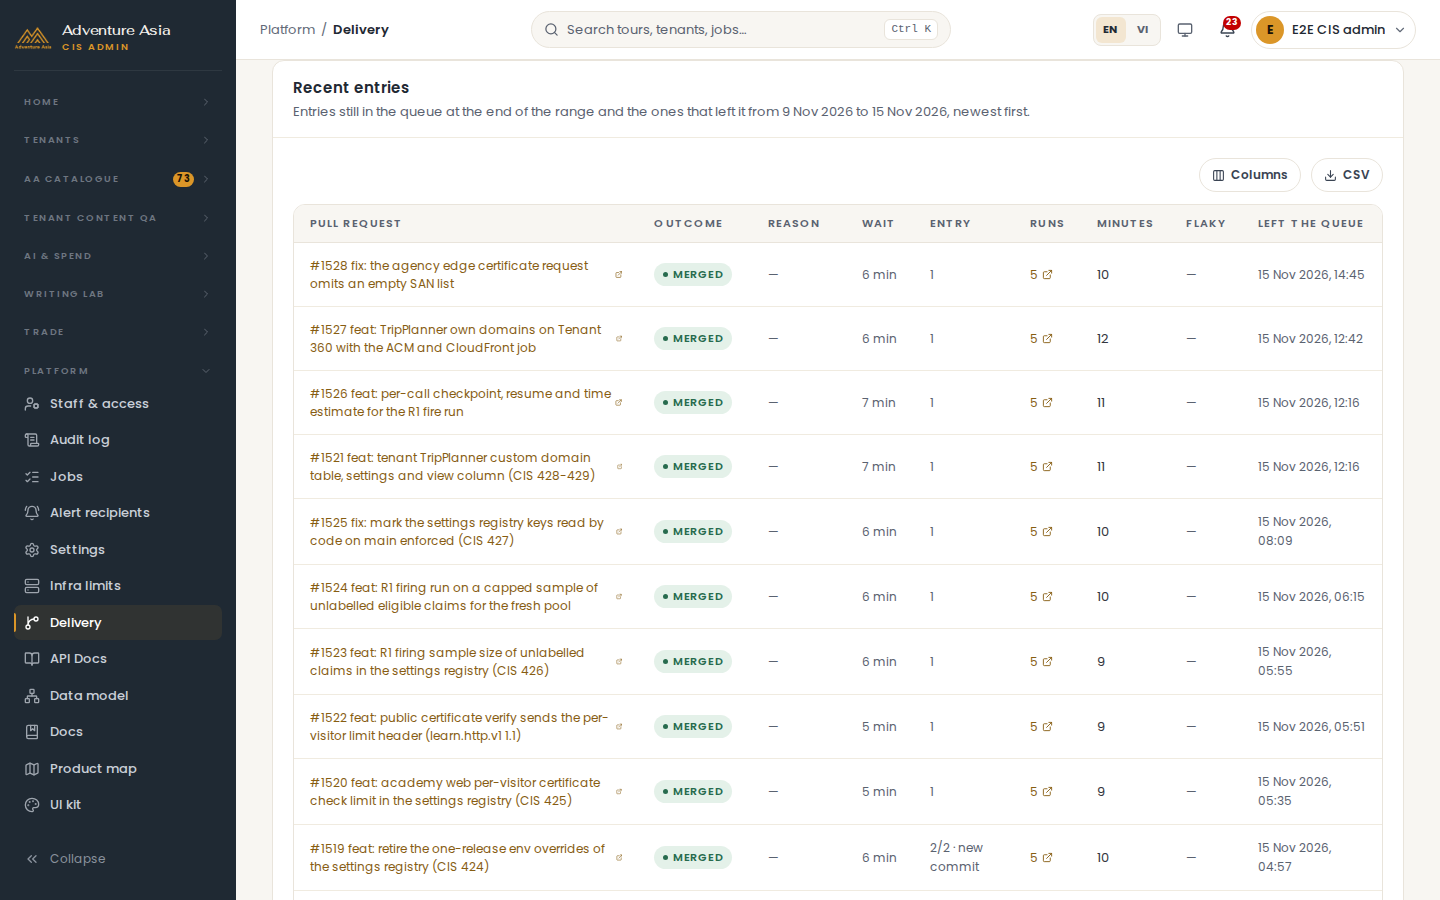 Adventure Asia
CIS ADMIN
Adventure Asia
HOME
TENANTS
AA CATALOGUE 73
TENANT CONTENT QA
AI & SPEND
WRITING LAB
TRADE
PLATFORM
Staff & access
Audit log
Jobs
Alert recipients
Settings
Infra limits
Delivery
API Docs
Data model
Docs
Product map
UI kit
Collapse
Platform / Delivery
Search tours, tenants, jobs...
Ctrl K
EN VI
23
E E2E CIS admin
Recent entries
Entries still in the queue at the end of the range and the ones that left it from 9 Nov 2026 to 15 Nov 2026, newest first.
Columns CSV
PULL REQUEST OUTCOME REASON WAIT ENTRY RUNS MINUTES FLAKY LEFT THE QUEUE
#1528 fix: the agency edge certificate request
omits an empty SAN list
MERGED — 6 min 1 5 10 — 15 Nov 2026, 14:45
#1527 feat: TripPlanner own domains on Tenant
360 with the ACM and CloudFront job
MERGED — 6 min 1 5 12 — 15 Nov 2026, 12:42
#1526 feat: per-call checkpoint, resume and time
estimate for the R1 fire run
MERGED — 7 min 1 5 11 — 15 Nov 2026, 12:16
#1521 feat: tenant TripPlanner custom domain
table, settings and view column (CIS 428-429)
MERGED — 7 min 1 5 11 — 15 Nov 2026, 12:16
#1525 fix: mark the settings registry keys read by
code on main enforced (CIS 427)
MERGED — 6 min 1 5 10 — 15 Nov 2026,
08:09
#1524 feat: R1 firing run on a capped sample of
unlabelled eligible claims for the fresh pool
MERGED — 6 min 1 5 10 — 15 Nov 2026, 06:15
#1523 feat: R1 firing sample size of unlabelled
claims in the settings registry (CIS 426)
MERGED — 6 min 1 5 9 — 15 Nov 2026,
05:55
#1522 feat: public certificate verify sends the per-
visitor limit header (learn.http.v1 1.1)
MERGED — 5 min 1 5 9 — 15 Nov 2026, 05:51
#1520 feat: academy web per-visitor certificate
check limit in the settings registry (CIS 425)
MERGED — 5 min 1 5 9 — 15 Nov 2026,
05:35
#1519 feat: retire the one-release env overrides of
the settings registry (CIS 424)
MERGED — 6 min 2/2 · new
commit
5 10 — 15 Nov 2026,
04:57